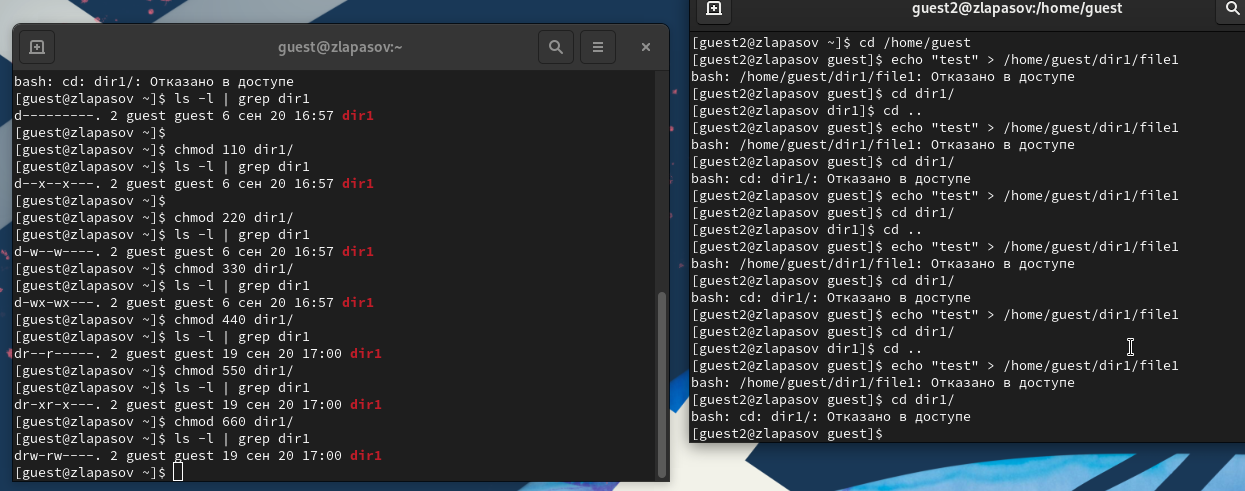 guest@zlapasov:~
bash: cd: dir1/: Отказано в доступе
[guest@zlapasov ~]$ ls -l | grep dir1
d---------. 2 guest guest 6 сен 20 16:57 dir1
[guest@zlapasov ~]$
[guest@zlapasov ~]$ chmod 110 dir1/
[guest@zlapasov ~]$ ls -l | grep dir1
d--x--x---. 2 guest guest 6 сен 20 16:57 dir1
[guest@zlapasov ~]$
[guest@zlapasov ~]$ chmod 220 dir1/
[guest@zlapasov ~]$ ls -l | grep dir1
d-w--w----. 2 guest guest 6 сен 20 16:57 dir1
[guest@zlapasov ~]$ chmod 330 dir1/
[guest@zlapasov ~]$ ls -l | grep dir1
d-wx-wx---. 2 guest guest 6 сен 20 16:57 dir1
[guest@zlapasov ~]$ chmod 440 dir1/
[guest@zlapasov ~]$ ls -l | grep dir1
dr--r-----. 2 guest guest 19 сен 20 17:00 dir1
[guest@zlapasov ~]$ chmod 550 dir1/
[guest@zlapasov ~]$ ls -l | grep dir1
dr-xr-x---. 2 guest guest 19 сен 20 17:00 dir1
[guest@zlapasov ~]$ chmod 660 dir1/
[guest@zlapasov ~]$ ls -l | grep dir1
drw-rw----. 2 guest guest 19 сен 20 17:00 dir1
[guest@zlapasov ~]$
guest2@zlapasov:/home/guest
[guest2@zlapasov ~]$ cd /home/guest
[guest2@zlapasov guest]$ echo "test" > /home/guest/dir1/file1
bash: /home/guest/dir1/file1: Отказано в доступе
[guest2@zlapasov guest]$ cd dir1/
[guest2@zlapasov dir1]$ cd ..
[guest2@zlapasov guest]$ echo "test" > /home/guest/dir1/file1
bash: /home/guest/dir1/file1: Отказано в доступе
[guest2@zlapasov guest]$ cd dir1/
bash: cd: dir1/: Отказано в доступе
[guest2@zlapasov guest]$ echo "test" > /home/guest/dir1/file1
[guest2@zlapasov guest]$ cd dir1/
[guest2@zlapasov dir1]$ cd ..
[guest2@zlapasov guest]$ echo "test" > /home/guest/dir1/file1
bash: /home/guest/dir1/file1: Отказано в доступе
[guest2@zlapasov guest]$ cd dir1/
bash: cd: dir1/: Отказано в доступе
[guest2@zlapasov guest]$ echo "test" > /home/guest/dir1/file1
[guest2@zlapasov guest]$ cd dir1/
[guest2@zlapasov dir1]$ cd ..
[guest2@zlapasov guest]$ echo "test" > /home/guest/dir1/file1
bash: /home/guest/dir1/file1: Отказано в доступе
[guest2@zlapasov guest]$ cd dir1/
bash: cd: dir1/: Отказано в доступе
[guest2@zlapasov guest]$